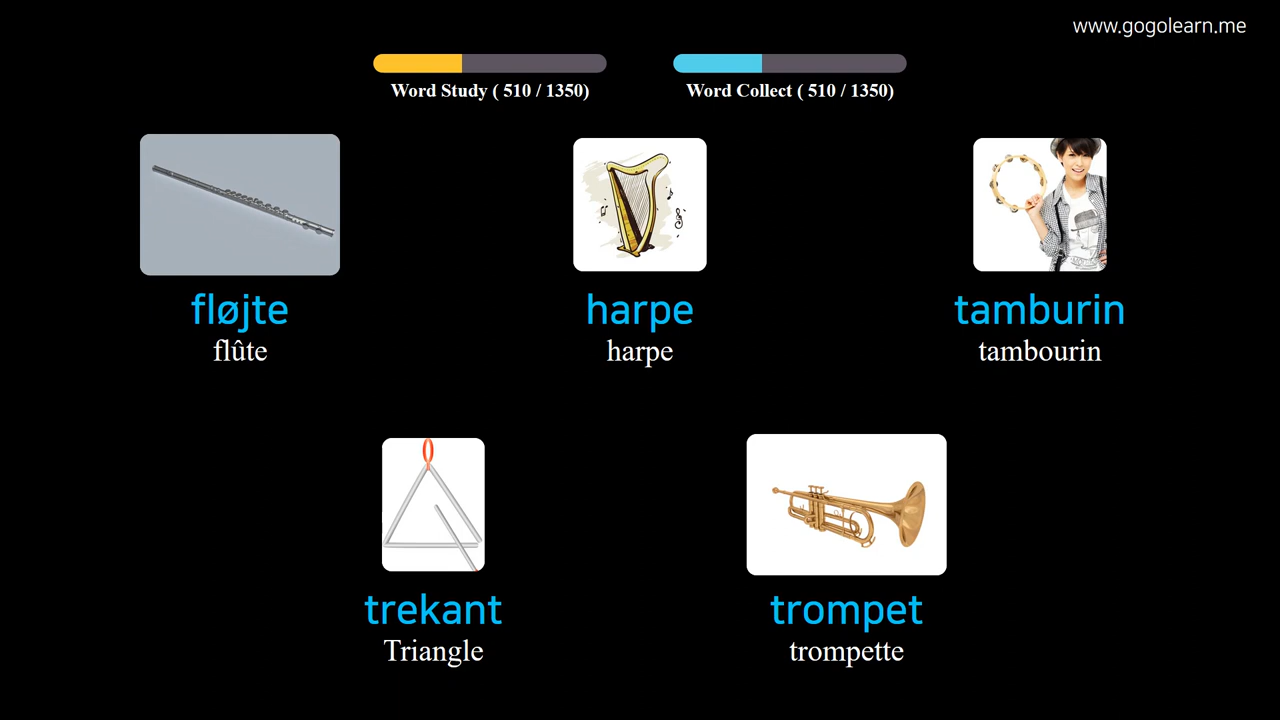 www.gogolearn.me
Word Study ( 510 / 1350)
Word Collect ( 510 / 1350)
fløjte
flûte
harpe
harpe
tamburin
tambourin
trekant
Triangle
trompet
trompette